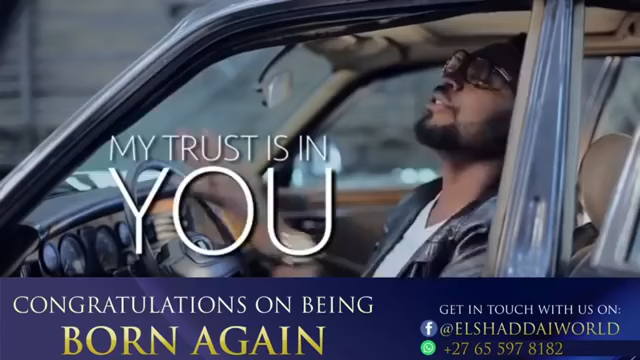 MY TRUST IS IN
YOU
CONGRATULATIONS ON BEING
BORN AGAIN
GET IN TOUCH WITH US ON:
@ELSHADDAIWORLD
+27 65 597 8182